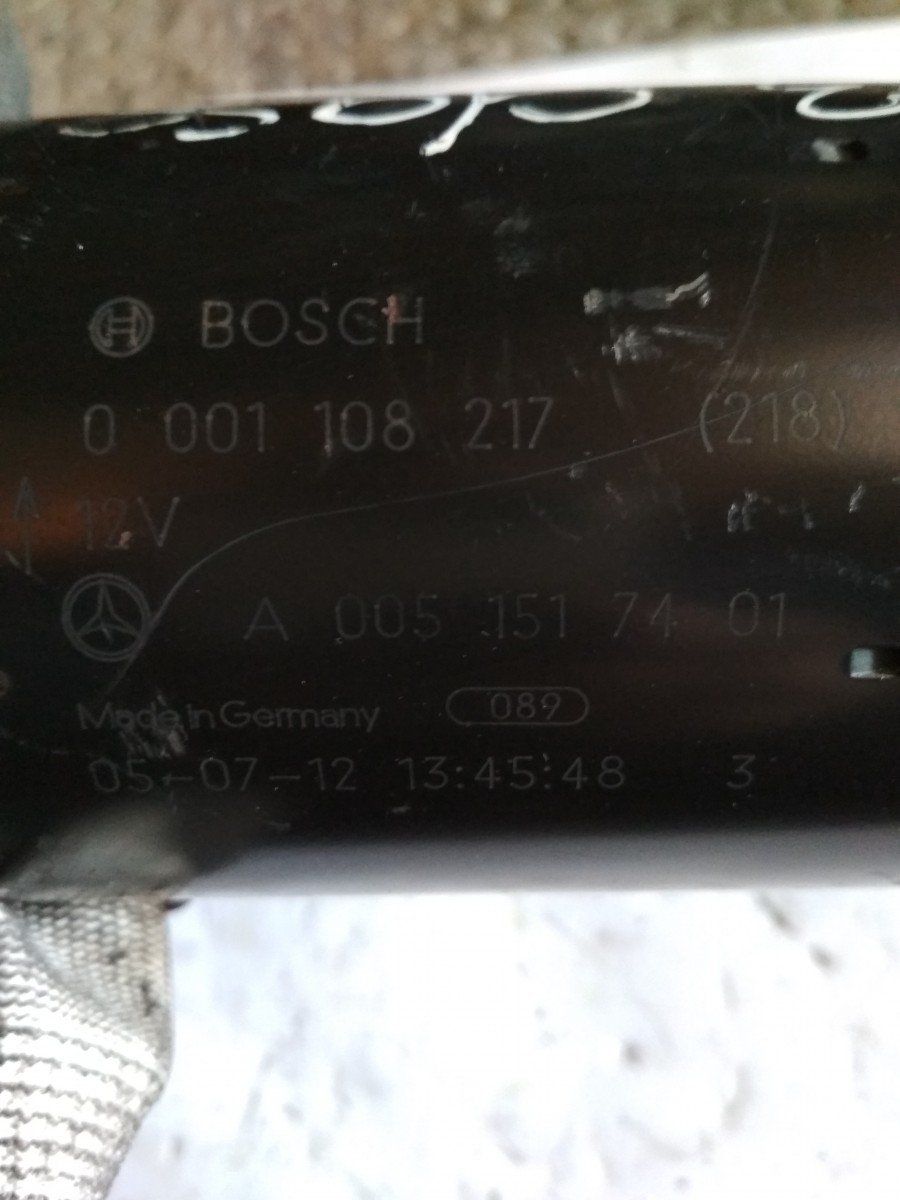 BOSCH
0 001 108 217 (218)
12V
A 005 151 74 01
Made in Germany 089
05-07-12 13:45:48 3